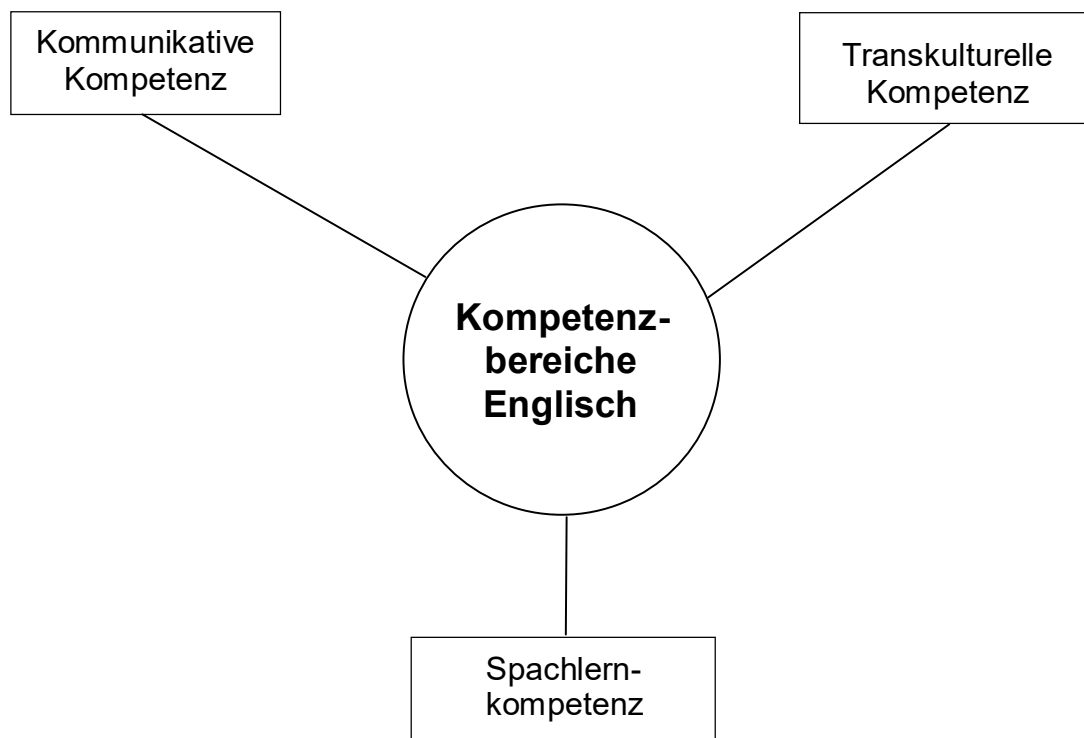 Kommunikative
Kompetenz
Transkulturelle
Kompetenz
Kompetenz-
bereiche
Englisch
Spachlern-
kompetenz